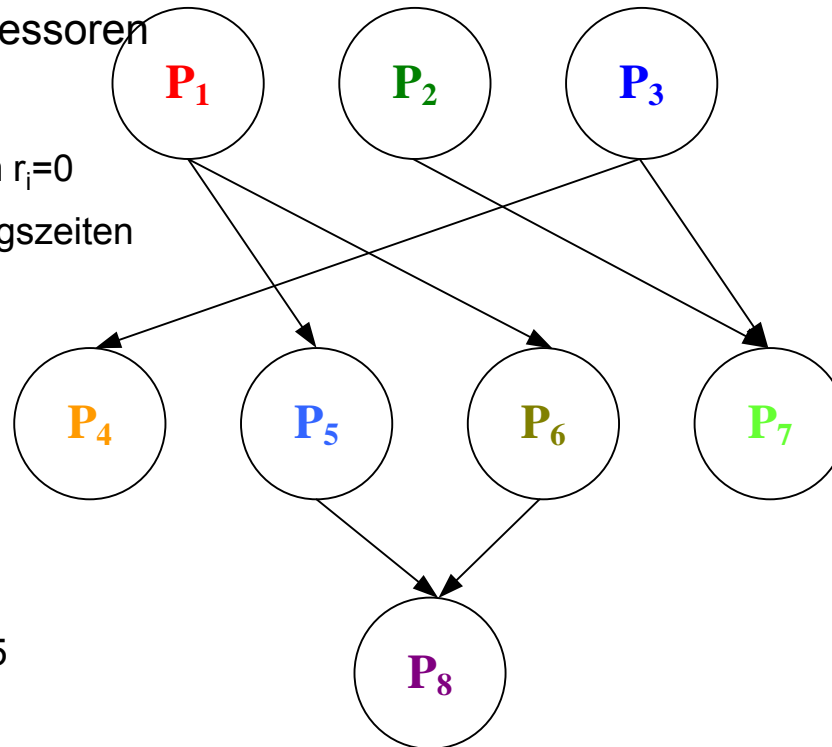 essoren
P₁ P₂ P₃
rᵢ=0
gszeiten
P₄ P₅ P₆ P₇
5
P₈